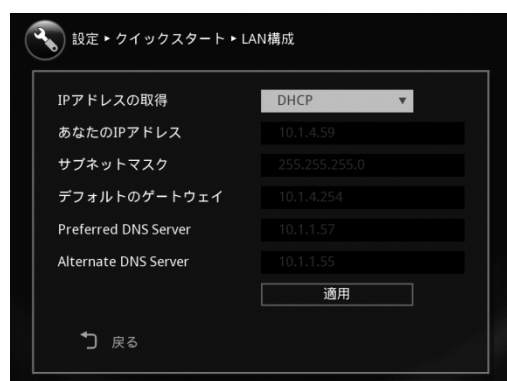 設定 ▸ クイックスタート ▸ LAN構成
IPアドレスの取得 DHCP ▼
あなたのIPアドレス 10.1.4.59
サブネットマスク 255.255.255.0
デフォルトのゲートウェイ 10.1.4.254
Preferred DNS Server 10.1.1.57
Alternate DNS Server 10.1.1.55
適用
戻る